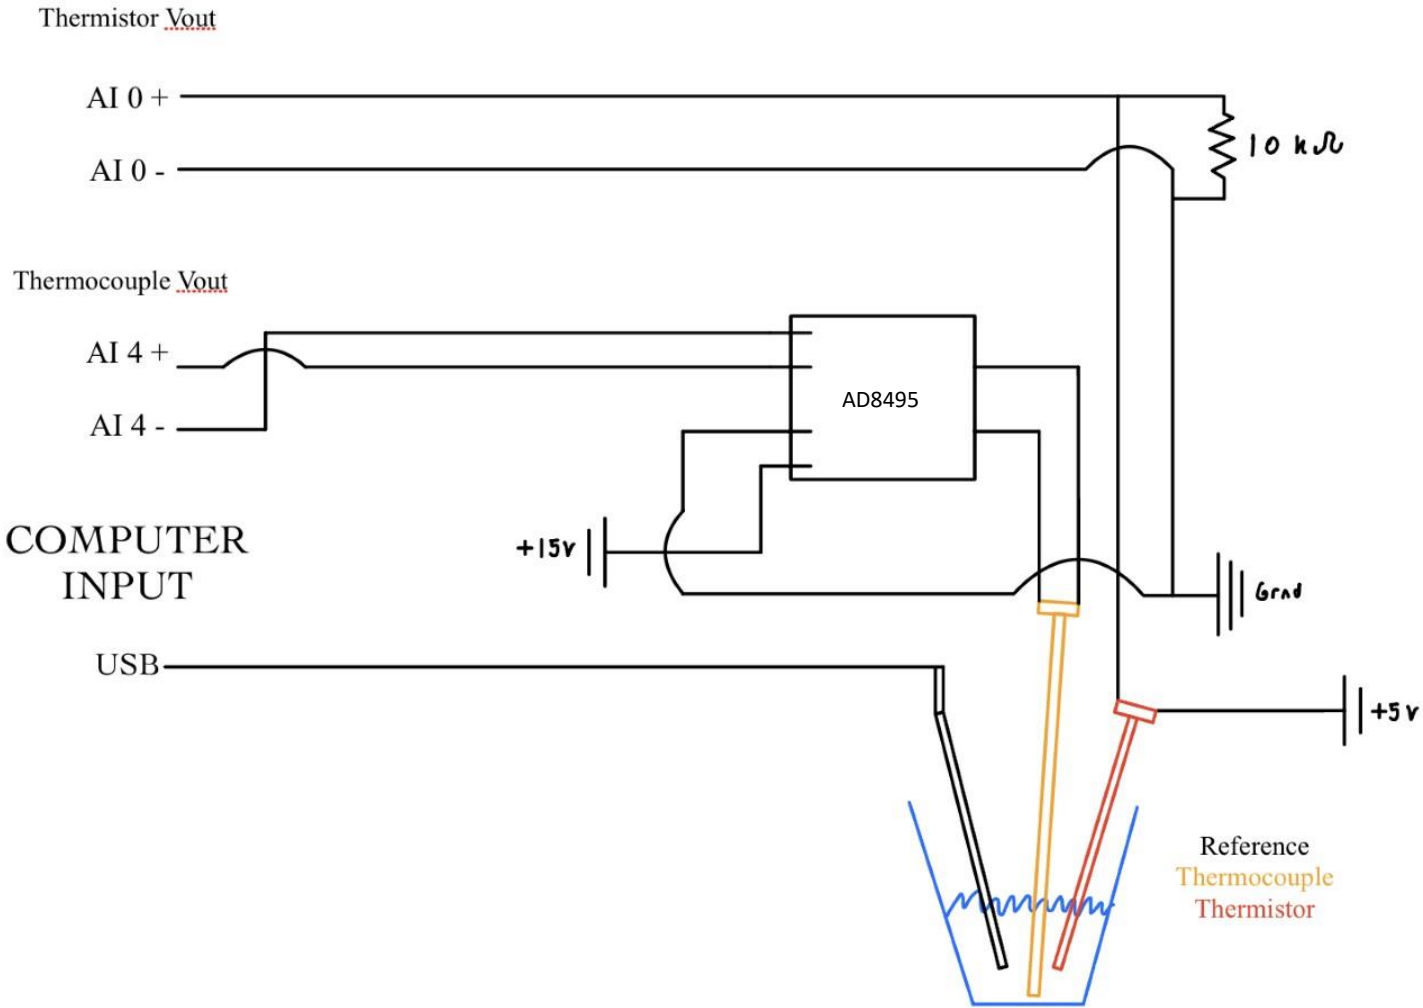 Thermistor Vout
AI 0 +
AI 0 -
10 kΩ
Thermocouple Vout
AI 4 +
AI 4 -
AD8495
COMPUTER
INPUT
+15v
Grnd
USB
+5v
Reference
Thermocouple
Thermistor